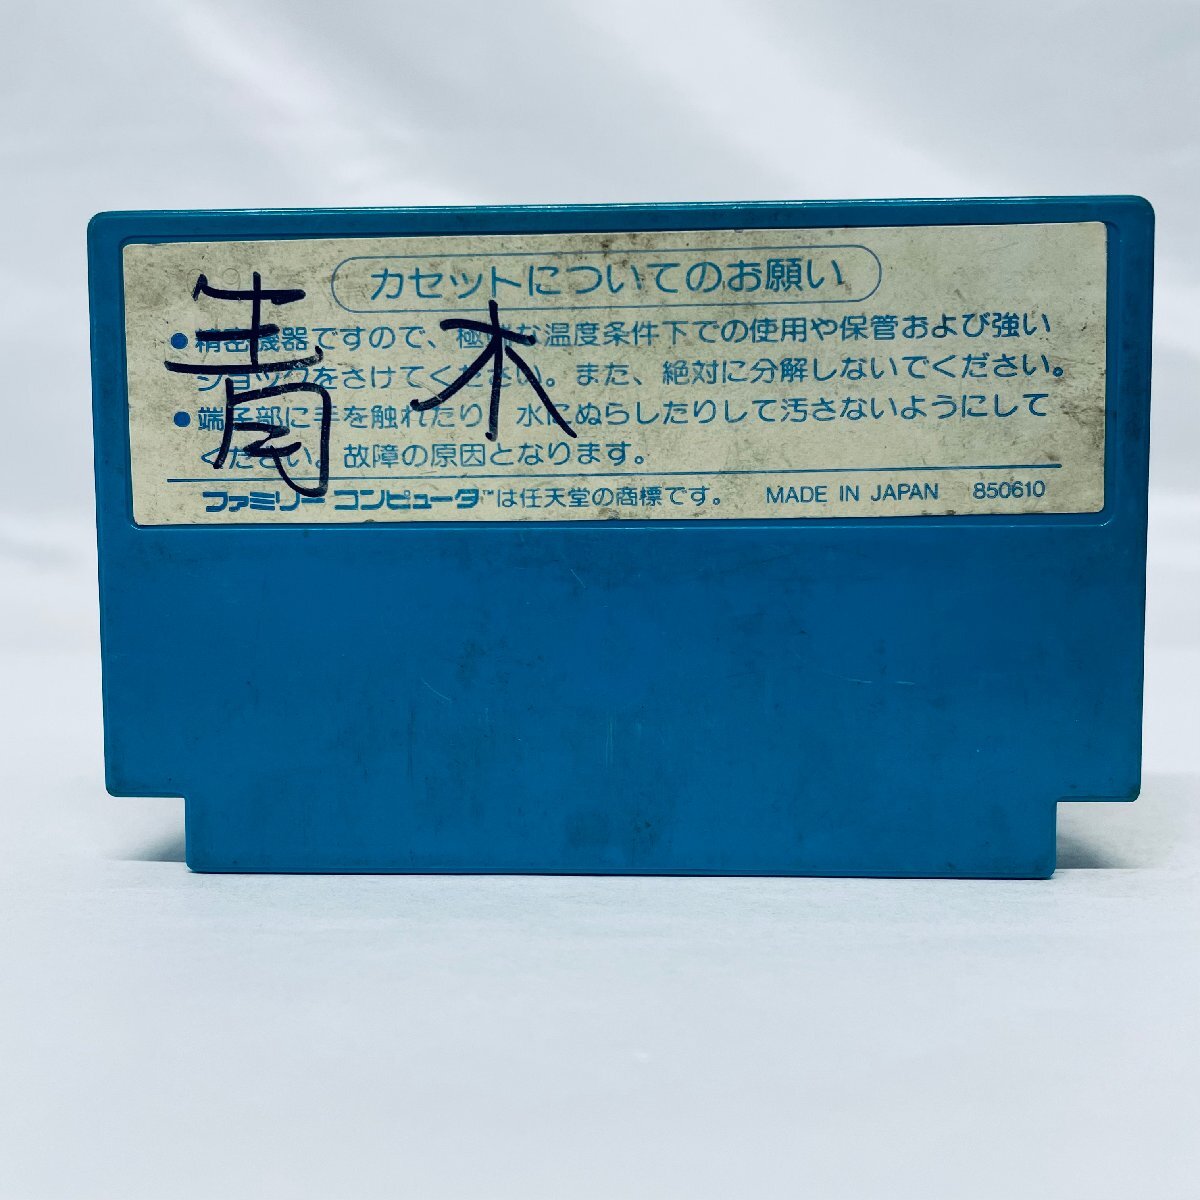 カセットについてのお願い
青木
●精密機器ですので、極端な温度条件下での使用や保管および強い
ショックをさけてください。また、絶対に分解しないでください。
●端子部に手を触れたり、水にぬらしたりして汚さないようにして
ください。故障の原因となります。
ファミリーコンピュータ™は任天堂の商標です。 MADE IN JAPAN 850610